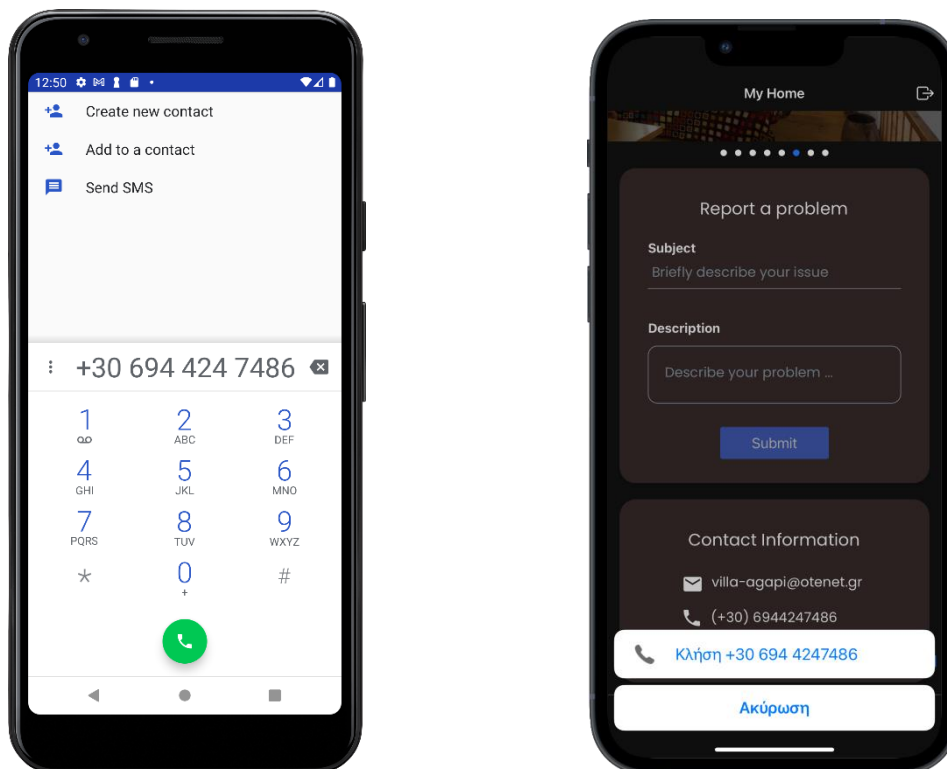 12:50
Create new contact
Add to a contact
Send SMS
+30 694 424 7486
1 2 3
ABC DEF
4 5 6
GHI JKL MNO
7 8 9
PQRS TUV WXYZ
* 0 #
+
My Home
Report a problem
Subject
Briefly describe your issue
Description
Describe your problem ...
Submit
Contact Information
villa-agapi@otenet.gr
(+30) 6944247486
Κλήση +30 694 4247486
Ακύρωση